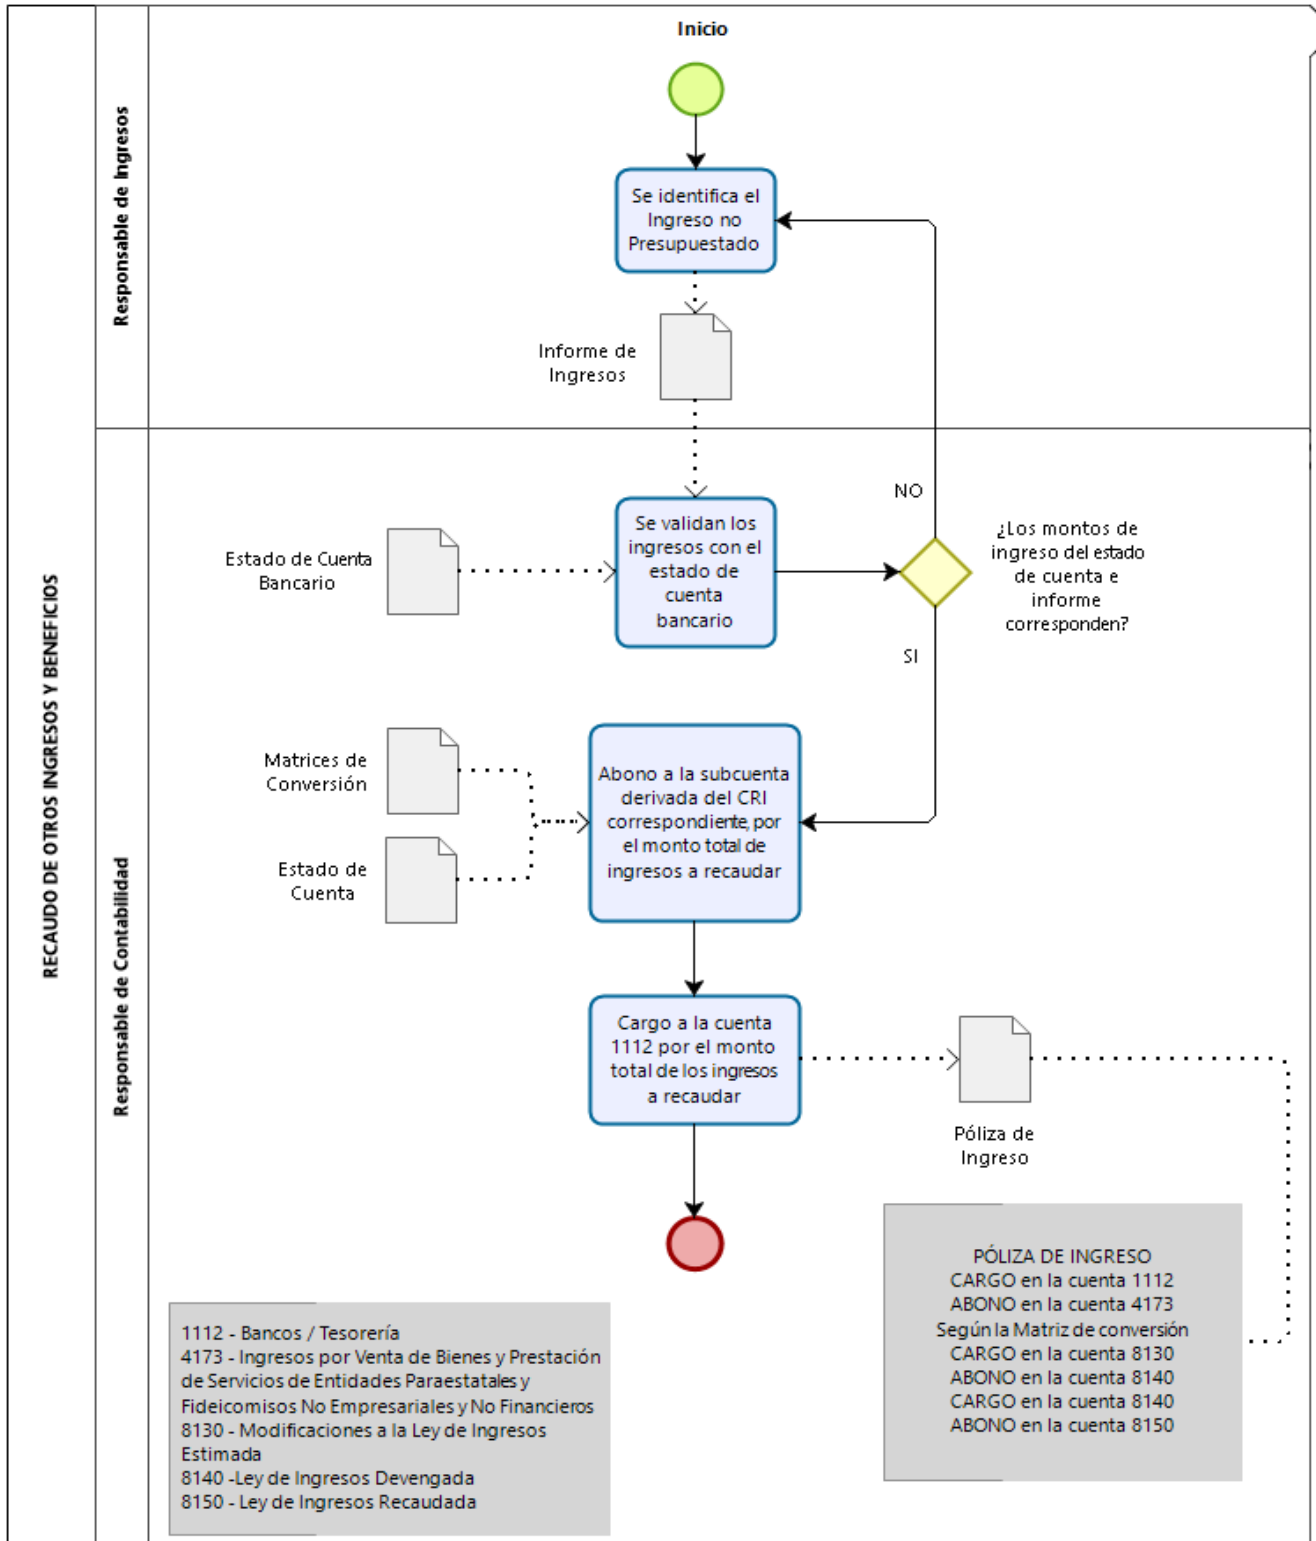 RECAUDO DE OTROS INGRESOS Y BENEFICIOS
Responsable de Ingresos
Inicio
Se identifica el
Ingreso no
Presupuestado
Informe de
Ingresos
Responsable de Contabilidad
NO
Estado de Cuenta
Bancario
Se validan los
ingresos con el
estado de
cuenta
bancario
¿Los montos de
ingreso del estado
de cuenta e
informe
corresponden?
SI
Matrices de
Conversión
Estado de
Cuenta
Abono a la subcuenta
derivada del CRI
correspondiente, por
el monto total de
ingresos a recaudar
Cargo a la cuenta
1112 por el monto
total de los ingresos
a recaudar
Póliza de
Ingreso
PÓLIZA DE INGRESO
CARGO en la cuenta 1112
ABONO en la cuenta 4173
Según la Matriz de conversión
CARGO en la cuenta 8130
ABONO en la cuenta 8140
CARGO en la cuenta 8140
ABONO en la cuenta 8150
1112 - Bancos / Tesorería
4173 - Ingresos por Venta de Bienes y Prestación
de Servicios de Entidades Paraestatales y
Fideicomisos No Empresariales y No Financieros
8130 - Modificaciones a la Ley de Ingresos
Estimada
8140 -Ley de Ingresos Devengada
8150 - Ley de Ingresos Recaudada